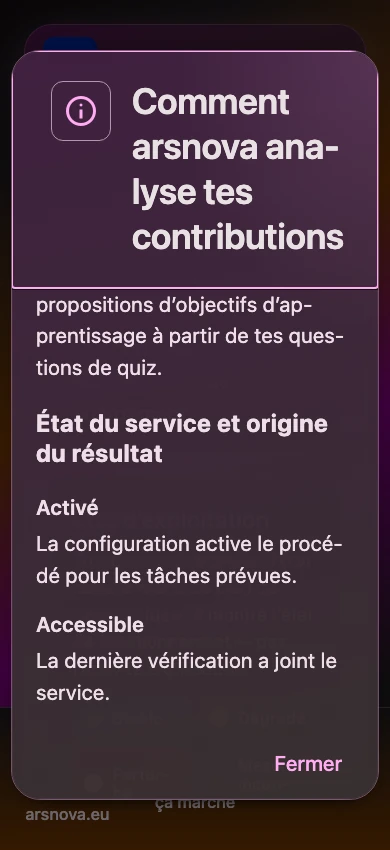 Comment
arsnova ana-
lyse tes
contributions
propositions d’objectifs d’ap-
prentissage à partir de tes ques-
tions de quiz.
État du service et origine
du résultat
Activé
La configuration active le procé-
dé pour les tâches prévues.
Accessible
La dernière vérification a joint le
service.
Fermer
ça marche
arsnova.eu